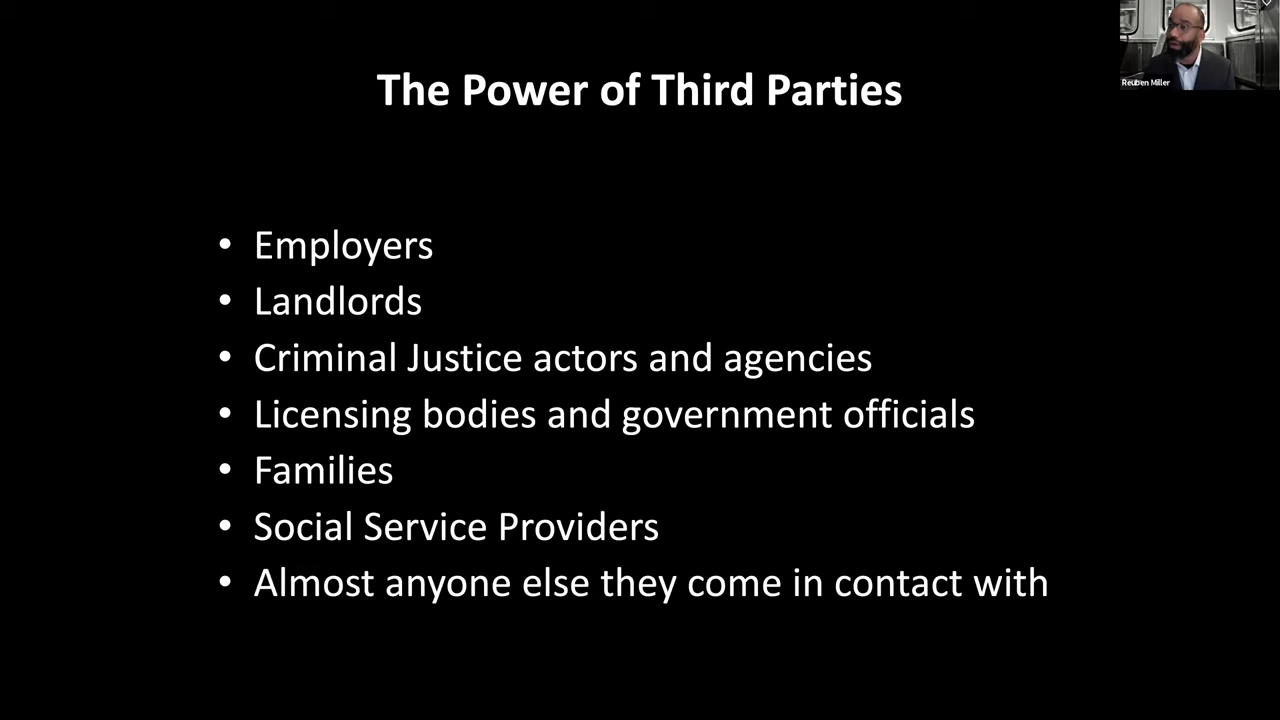 The Power of Third Parties
Reuben Miller
• Employers
• Landlords
• Criminal Justice actors and agencies
• Licensing bodies and government officials
• Families
• Social Service Providers
• Almost anyone else they come in contact with